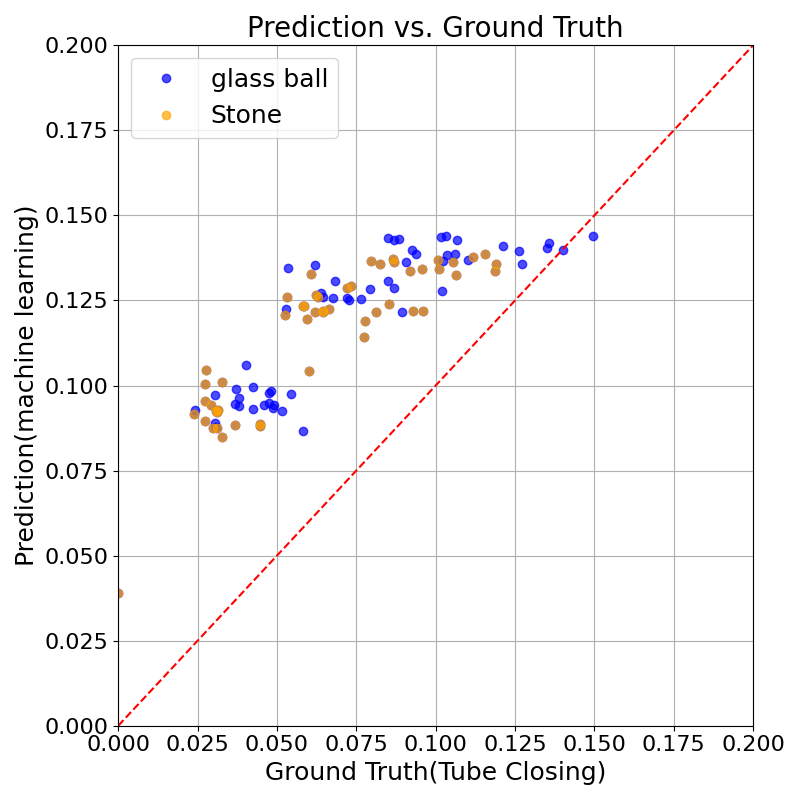 Prediction vs. Ground Truth
glass ball
Stone
Prediction(machine learning)
0.200
0.175
0.150
0.125
0.100
0.075
0.050
0.025
0.000
0.000 0.025 0.050 0.075 0.100 0.125 0.150 0.175 0.200
Ground Truth(Tube Closing)